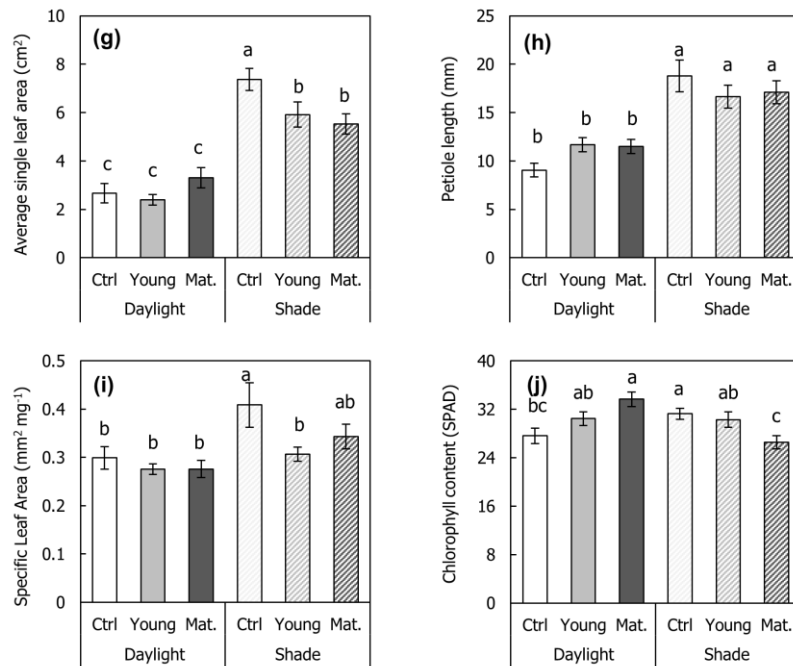 (g)
Average single leaf area (cm²)
10
8
6
4
2
0
c
c
c
a
b
b
Ctrl Young Mat. Ctrl Young Mat.
Daylight Shade
(h)
Petiole length (mm)
25
20
15
10
5
0
b
b
b
a
a
a
Ctrl Young Mat. Ctrl Young Mat.
Daylight Shade
(i)
Specific Leaf Area (mm² mg⁻¹)
0.5
0.4
0.3
0.2
0.1
0
b
b
b
a
b
ab
Ctrl Young Mat. Ctrl Young Mat.
Daylight Shade
(j)
Chlorophyll content (SPAD)
40
32
24
16
8
0
bc
ab
a
a
ab
c
Ctrl Young Mat. Ctrl Young Mat.
Daylight Shade